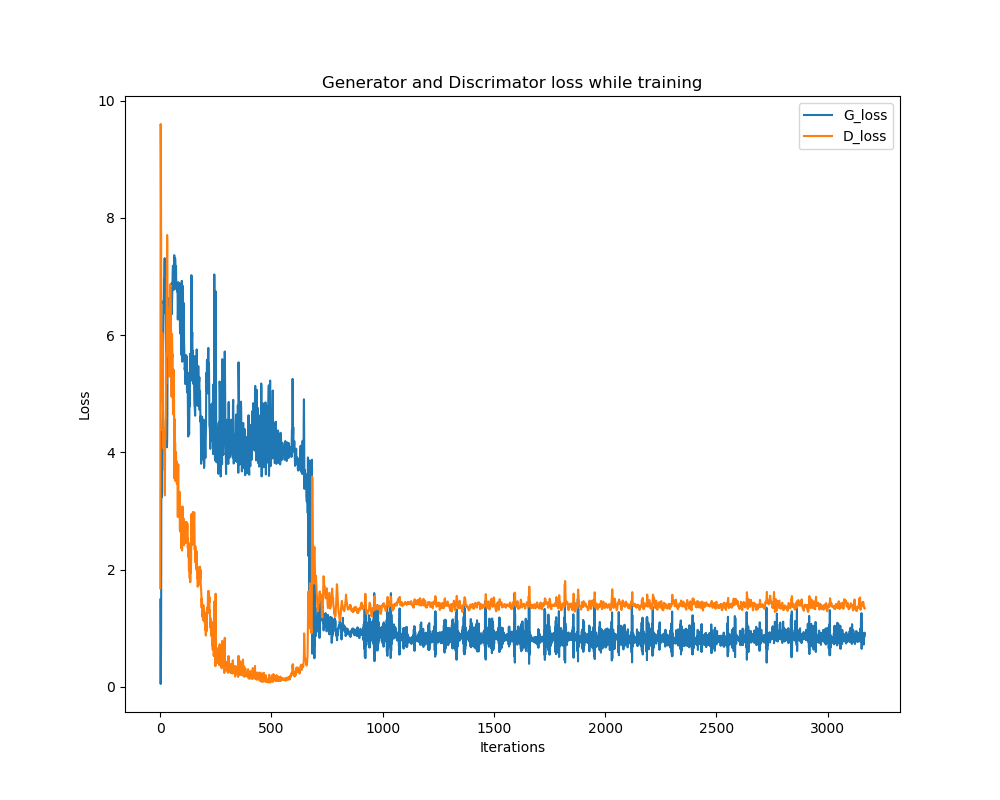 Generator and Discrimator loss while training
G_loss
D_loss
10
8
6
4
2
0
Loss
0 500 1000 1500 2000 2500 3000
Iterations